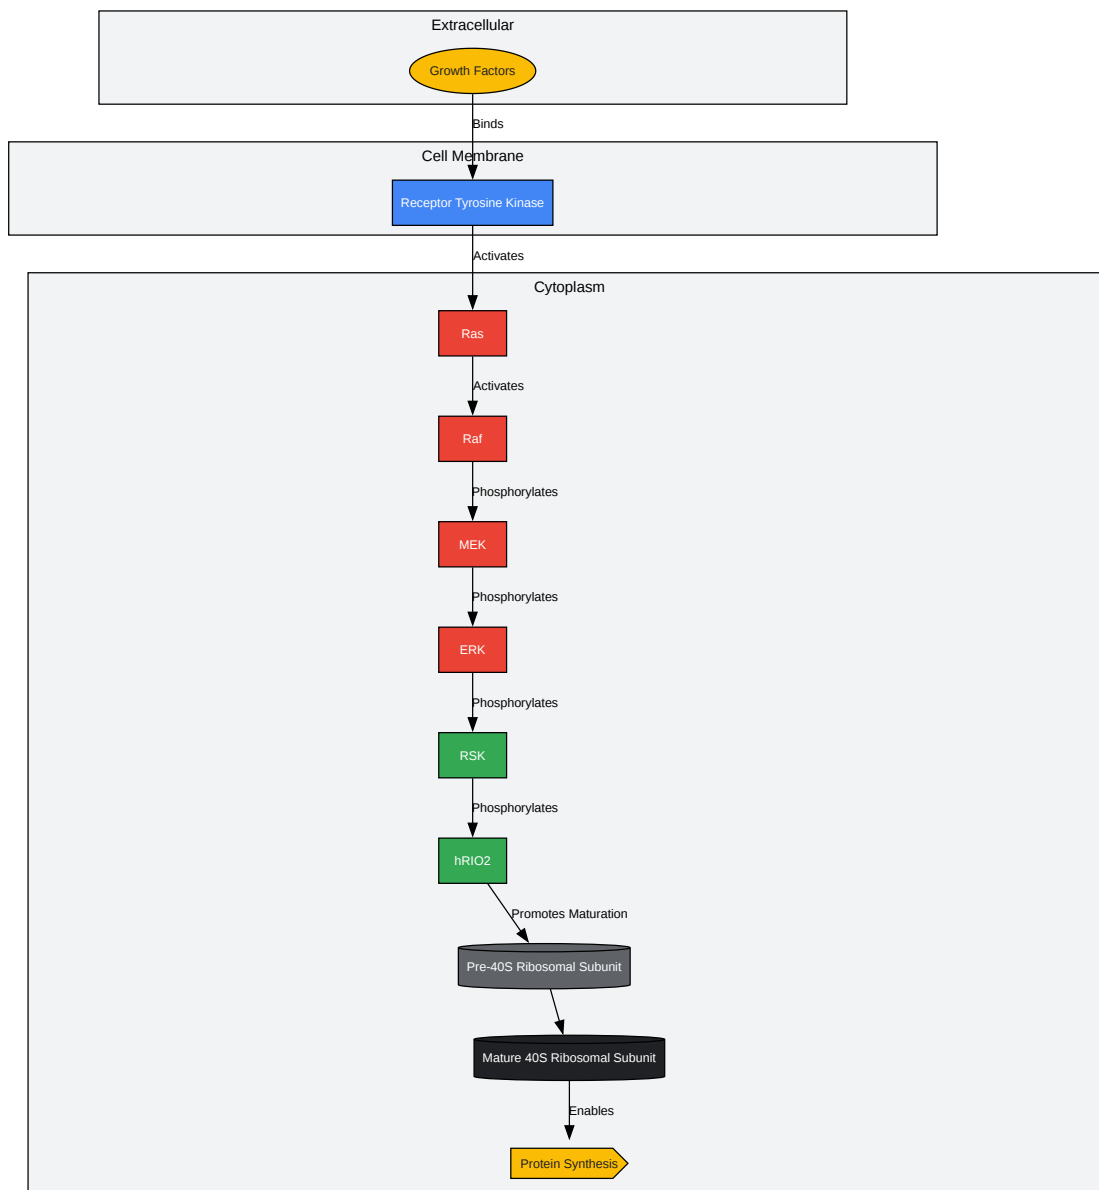 Extracellular
Growth Factors
Binds
Cell Membrane
Receptor Tyrosine Kinase
Activates
Cytoplasm
Ras
Activates
Raf
Phosphorylates
MEK
Phosphorylates
ERK
Phosphorylates
RSK
Phosphorylates
hRIO2
Promotes Maturation
Pre-40S Ribosomal Subunit
Mature 40S Ribosomal Subunit
Enables
Protein Synthesis